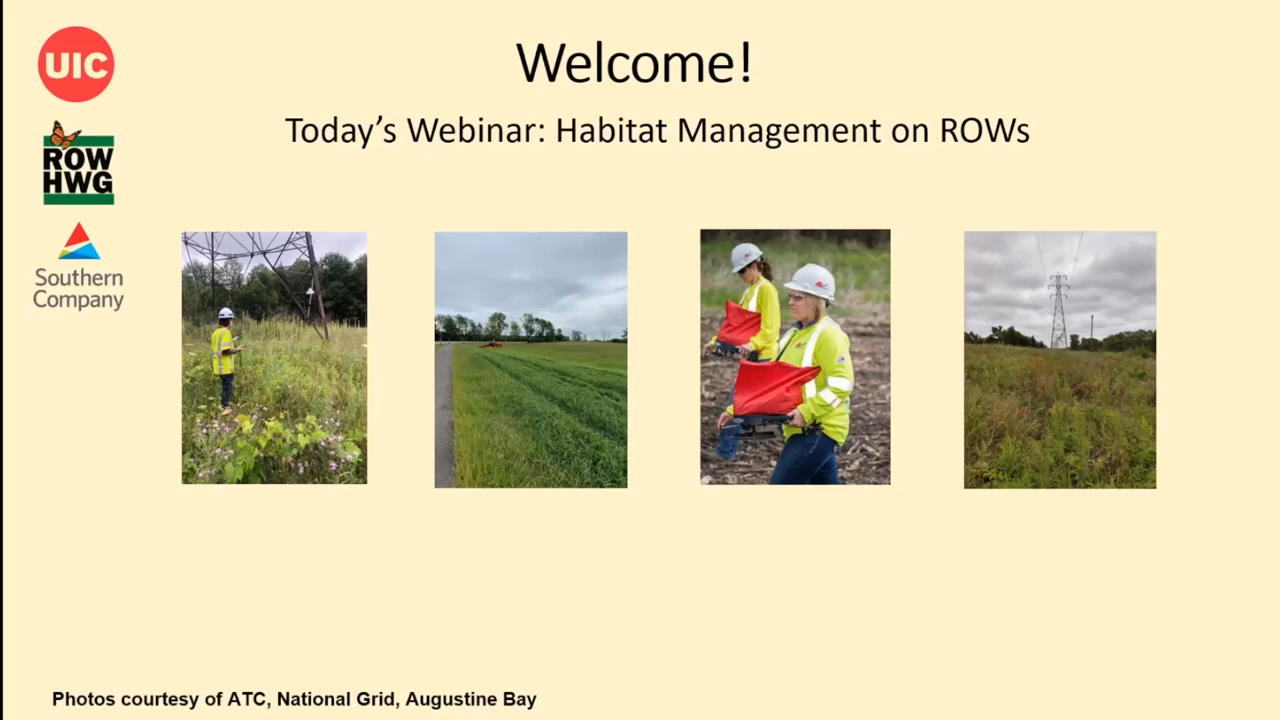 UIC
Welcome!
Today's Webinar: Habitat Management on ROWs
ROW
HWG
Southern
Company
Photos courtesy of ATC, National Grid, Augustine Bay